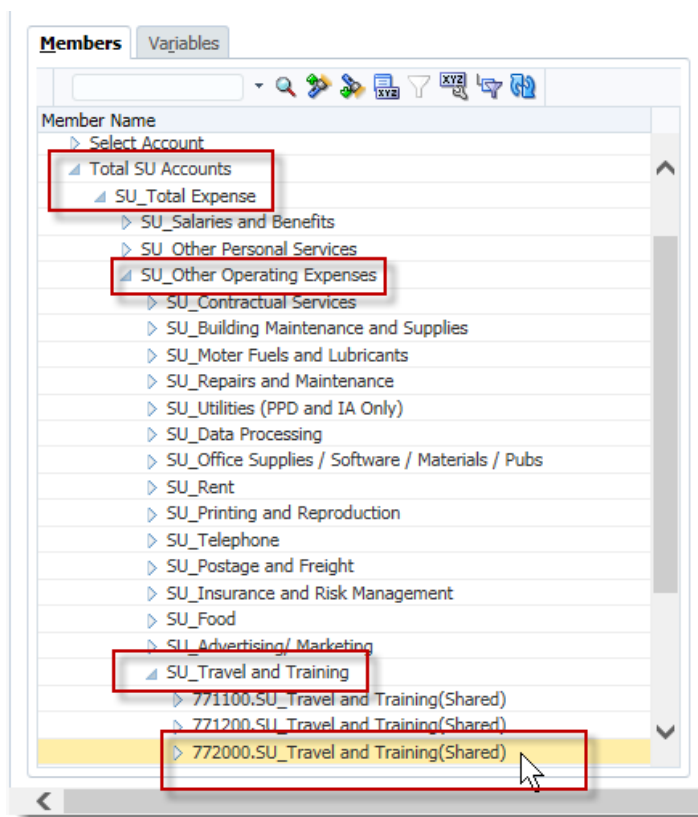 Members Variables
Member Name
Select Account
Total SU Accounts
SU_Total Expense
SU_Salaries and Benefits
SU_Other Personal Services
SU_Other Operating Expenses
SU_Contractual Services
SU_Building Maintenance and Supplies
SU_Moter Fuels and Lubricants
SU_Repairs and Maintenance
SU_Utilities (PPD and IA Only)
SU_Data Processing
SU_Office Supplies / Software / Materials / Pubs
SU_Rent
SU_Printing and Reproduction
SU_Telephone
SU_Postage and Freight
SU_Insurance and Risk Management
SU_Food
SU_Advertising/ Marketing
SU_Travel and Training
771100.SU_Travel and Training(Shared)
771200.SU_Travel and Training(Shared)
772000.SU_Travel and Training(Shared)